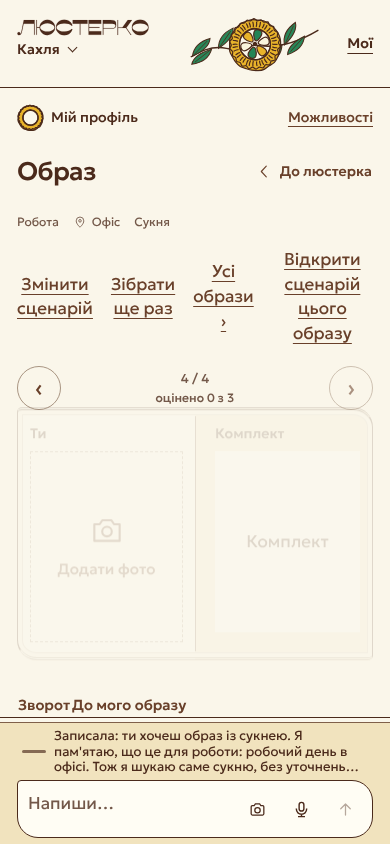 ЛЮСТЕРКО
Кахля
Мої
Мій профіль
Можливості
Образ
До люстерка
Робота Офіс Сукня
Змінити сценарій
Зібрати ще раз
Усі образи ›
Відкрити сценарій цього образу
‹
4 / 4
оцінено 0 з 3
›
Ти
Комплект
Додати фото
Комплект
Зворот До мого образу
Записала: ти хочеш образ із сукнею. Я
пам'ятаю, що це для роботи: робочий день в
офісі. Тож я шукаю саме сукню, без уточнень…
Напиши…